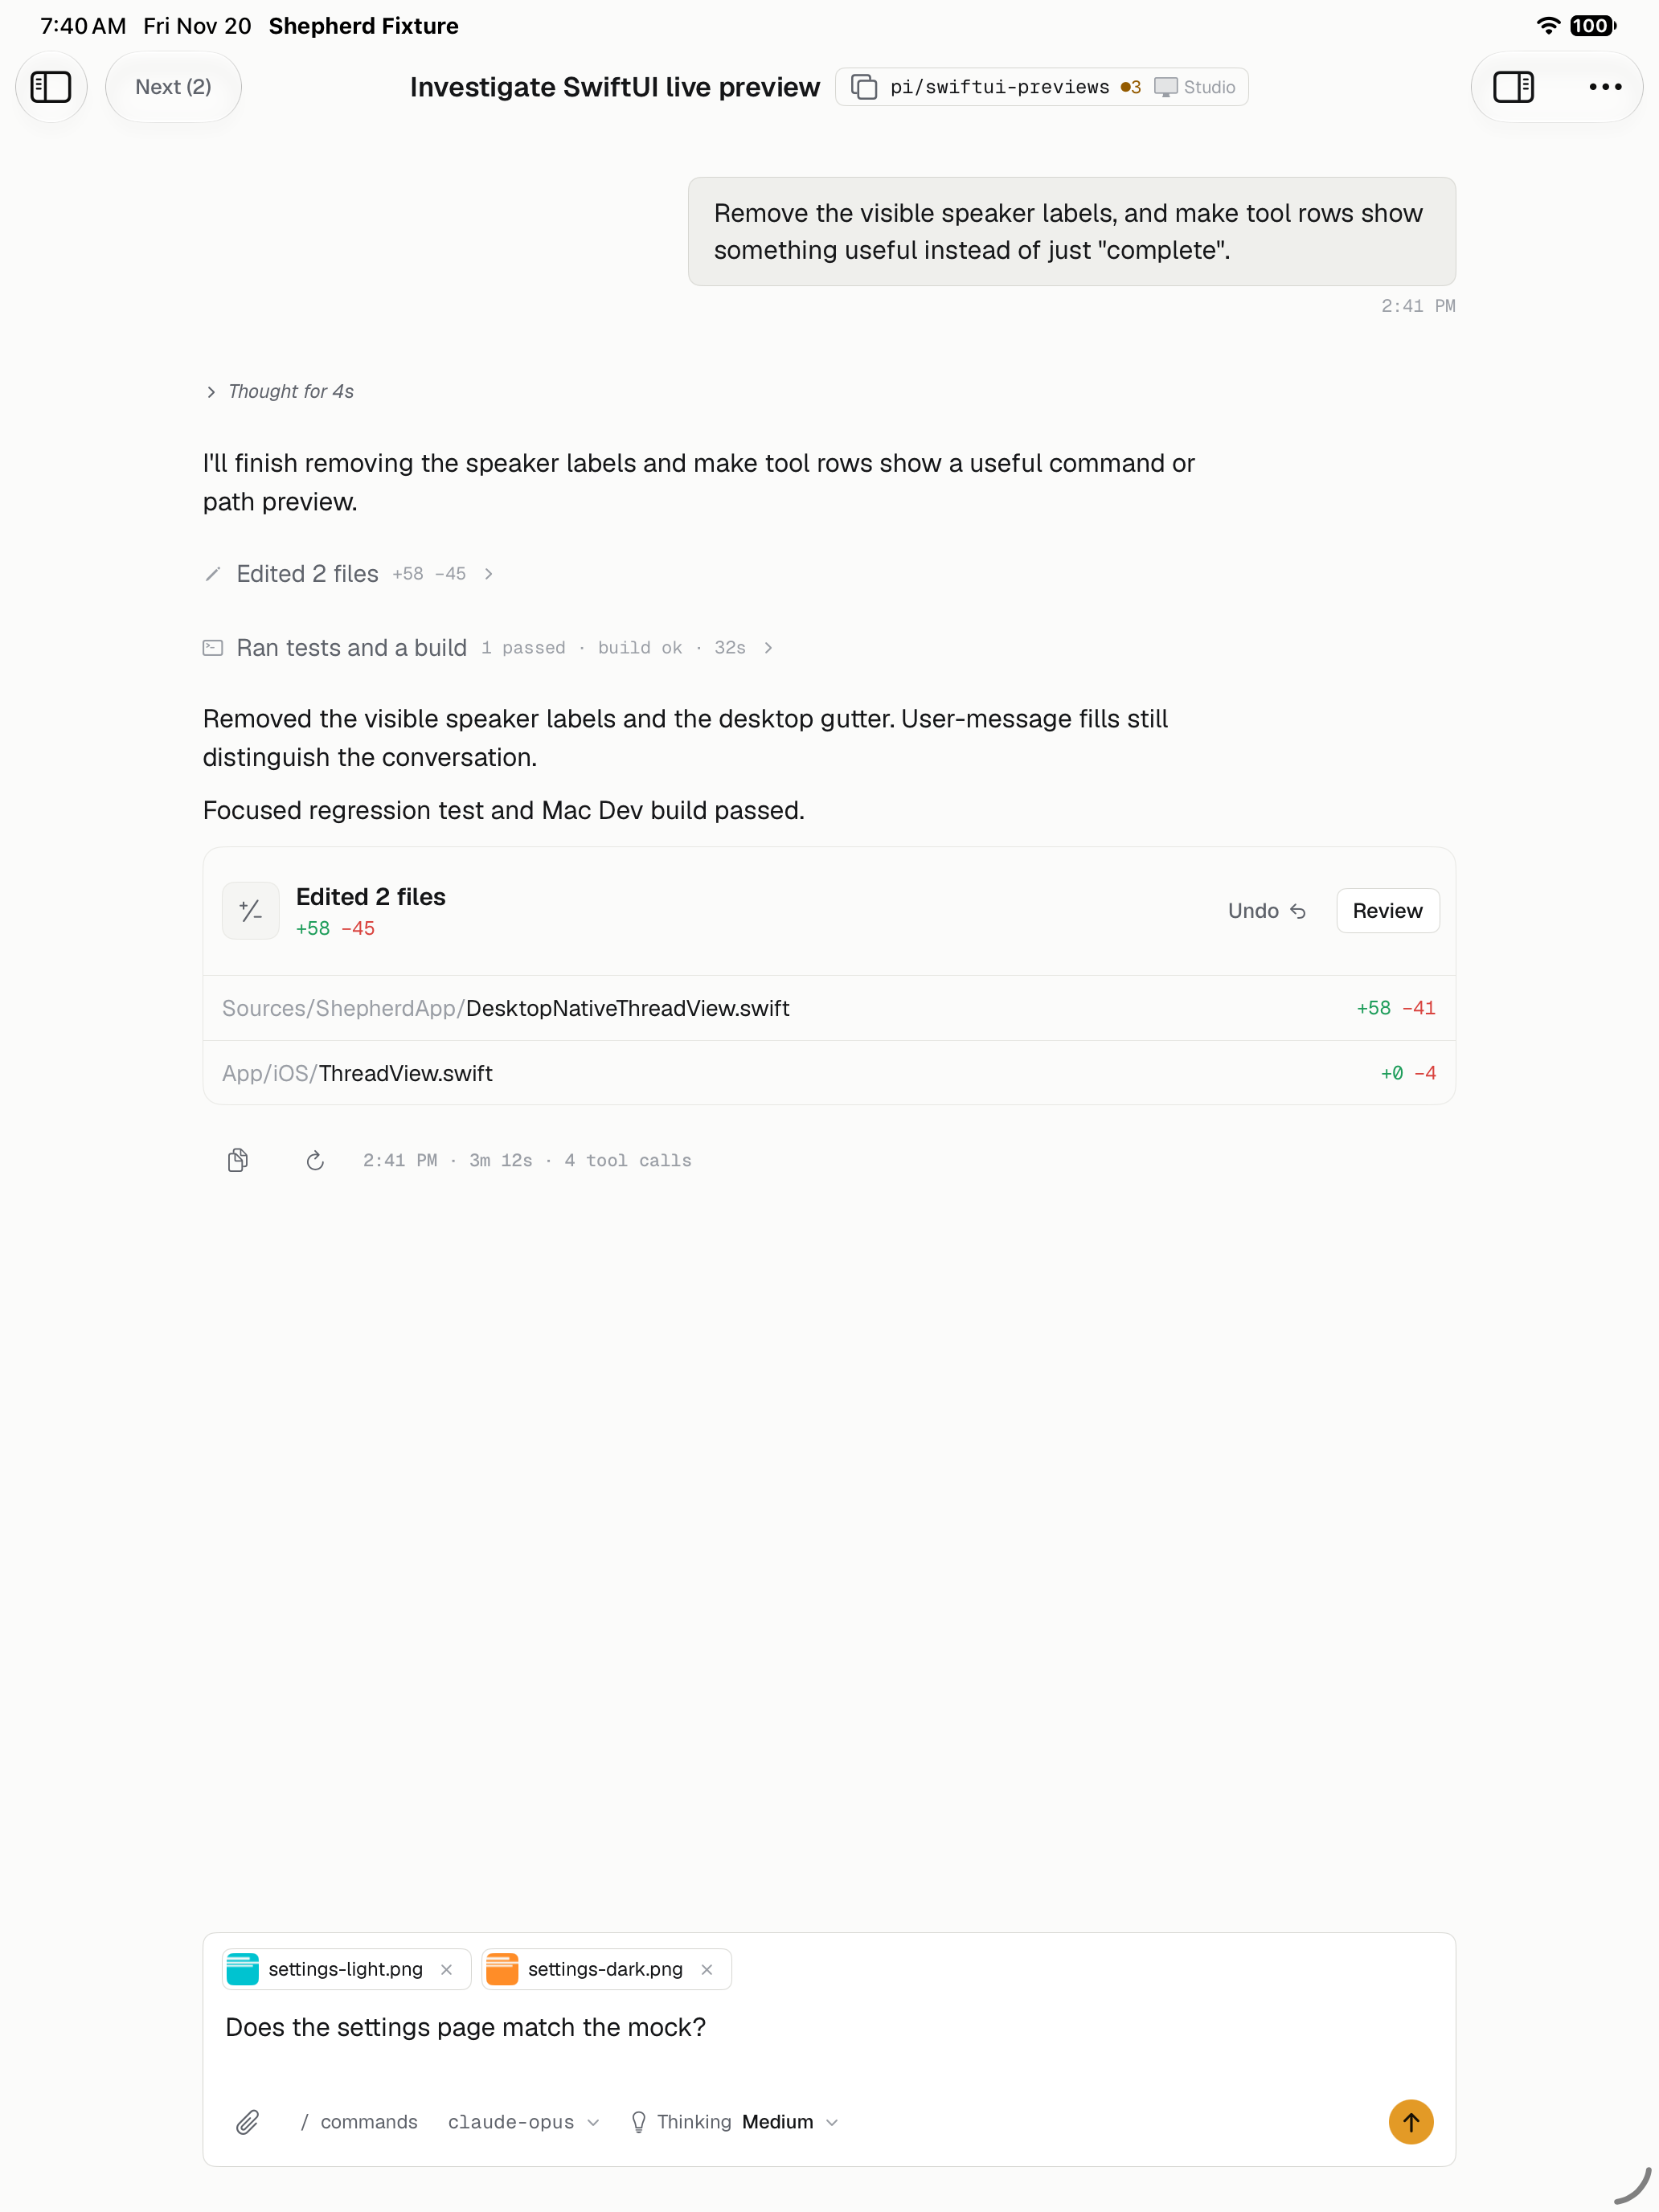 7:40 AM Fri Nov 20 Shepherd Fixture
100
Next (2)
Investigate SwiftUI live preview
pi/swiftui-previews 3 Studio
Remove the visible speaker labels, and make tool rows show
something useful instead of just "complete".
2:41 PM
Thought for 4s
I'll finish removing the speaker labels and make tool rows show a useful command or
path preview.
Edited 2 files +58 −45
Ran tests and a build 1 passed · build ok · 32s
Removed the visible speaker labels and the desktop gutter. User-message fills still
distinguish the conversation.
Focused regression test and Mac Dev build passed.
Edited 2 files
+58 −45
Undo
Review
Sources/ShepherdApp/DesktopNativeThreadView.swift +58 −41
App/iOS/ThreadView.swift +0 −4
2:41 PM · 3m 12s · 4 tool calls
settings-light.png
settings-dark.png
Does the settings page match the mock?
/ commands claude-opus Thinking Medium